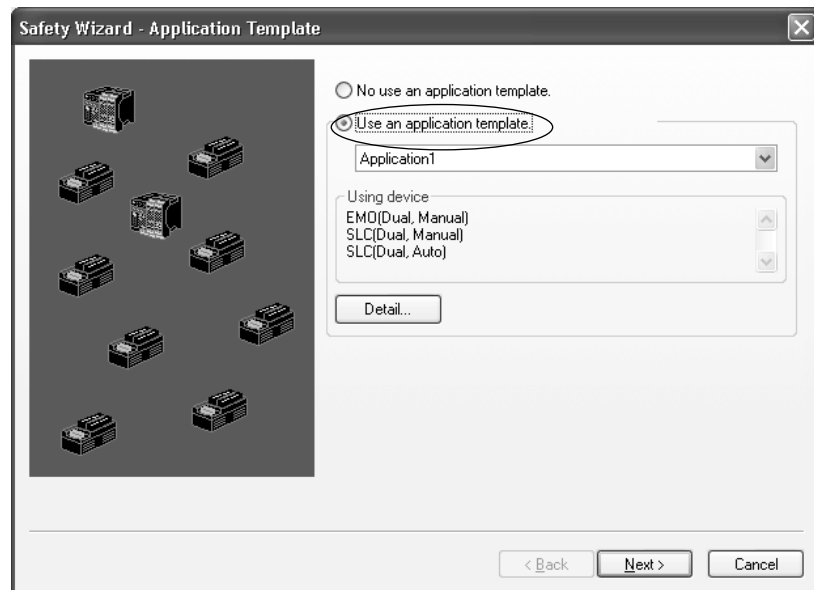 Safety Wizard - Application Template
No use an application template.
Use an application template.
Application1
Using device
EMO(Dual, Manual)
SLC(Dual, Manual)
SLC(Dual, Auto)
Detail...
< Back
Next >
Cancel